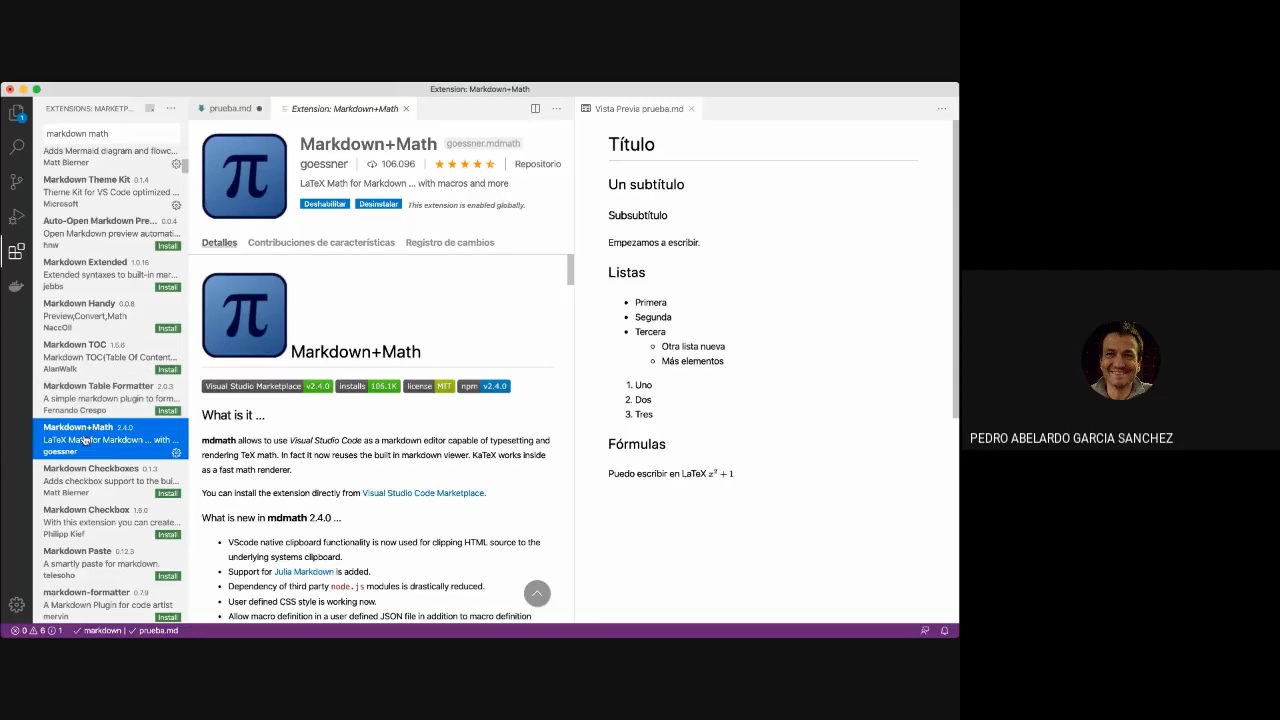 Extension: Markdown+Math
EXTENSIONS: MARKETP...
markdown math
Adds Mermaid diagram and flowc...
Matt Bierner
Markdown Theme Kit 0.1.4
Theme Kit for VS Code optimized ...
Microsoft
Auto-Open Markdown Pre... 0.0.4
Open Markdown preview automati...
hnw Install
Markdown Extended 1.0.16
Extended syntaxes to built-in mar...
jebbs Install
Markdown Handy 0.0.8
Preview,Convert,Math
NaccOll Install
Markdown TOC 1.5.6
Markdown TOC(Table Of Content...
AlanWalk Install
Markdown Table Formatter 2.0.3
A simple markdown plugin to form...
Fernando Crespo Install
Markdown+Math 2.4.0
LaTeX Math for Markdown ... with ...
goessner
Markdown Checkboxes 0.1.3
Adds checkbox support to the bui...
Matt Bierner Install
Markdown Checkbox 1.6.0
With this extension you can create...
Philipp Kief Install
Markdown Paste 0.12.3
A smartly paste for markdown.
telesoho Install
markdown-formatter 0.7.9
A Markdown Plugin for code artist
mervin Install
prueba.md
Extension: Markdown+Math
π
Markdown+Math goessner.mdmath
goessner 106.096 Repositorio
LaTeX Math for Markdown ... with macros and more
Deshabilitar Desinstalar This extension is enabled globally.
Detalles Contribuciones de características Registro de cambios
π
Markdown+Math
Visual Studio Marketplace v2.4.0 installs 106.1K license MIT npm v2.4.0
What is it ...
mdmath allows to use Visual Studio Code as a markdown editor capable of typesetting and
rendering TeX math. In fact it now reuses the built in markdown viewer. KaTeX works inside
as a fast math renderer.
You can install the extension directly from Visual Studio Code Marketplace.
What is new in mdmath 2.4.0 ...
• VScode native clipboard functionality is now used for clipping HTML source to the
underlying systems clipboard.
• Support for Julia Markdown is added.
• Dependency of third party node.js modules is drastically reduced.
• User defined CSS style is working now.
• Allow macro definition in a user defined JSON file in addition to macro definition
Vista Previa prueba.md
Título
Un subtítulo
Subsubtítulo
Empezamos a escribir.
Listas
• Primera
• Segunda
• Tercera
◦ Otra lista nueva
◦ Más elementos
1. Uno
2. Dos
3. Tres
Fórmulas
Puedo escribir en LaTeX x² + 1
1
0 6 1 markdown | prueba.md
PEDRO ABELARDO GARCIA SANCHEZ